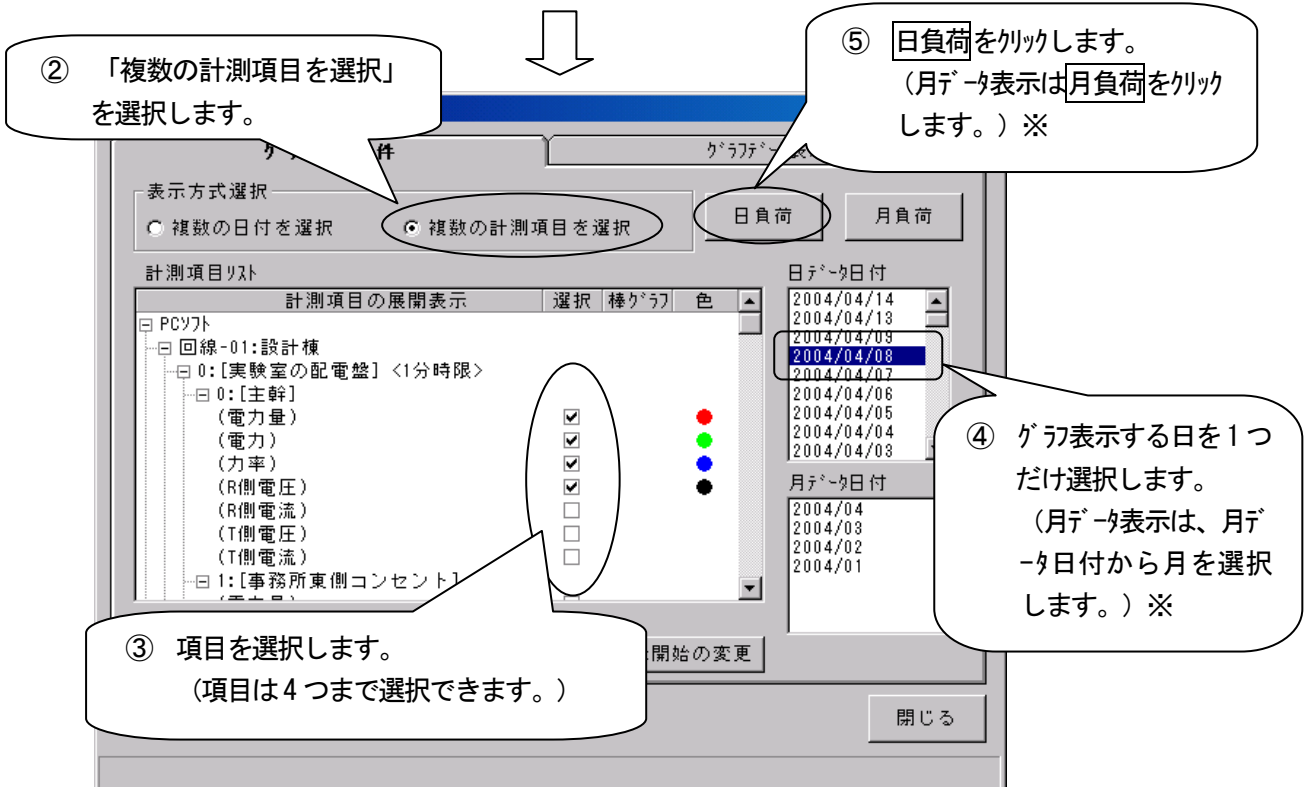 ② 「複数の計測項目を選択」
を選択します。
⑤ 日負荷をｸﾘｯｸします。
（月ﾃﾞｰﾀ表示は月負荷をｸﾘｯｸ
します。）※
件
表示方式選択
複数の日付を選択
複数の計測項目を選択
日負荷
月負荷
計測項目ﾘｽﾄ
計測項目の展開表示 選択 棒ｸﾞﾗﾌ 色
PCｿﾌﾄ
回線-01:設計棟
0:[実験室の配電盤] <1分時限>
0:[主幹]
(電力量)
(電力)
(力率)
(R側電圧)
(R側電流)
(T側電圧)
(T側電流)
1:[事務所東側コンセント]
日ﾃﾞｰﾀ日付
2004/04/14
2004/04/13
2004/04/09
2004/04/08
2004/04/07
2004/04/06
2004/04/05
2004/04/04
2004/04/03
月ﾃﾞｰﾀ日付
2004/04
2004/03
2004/02
2004/01
④ ｸﾞﾗﾌ表示する日を１つ
だけ選択します。
（月ﾃﾞｰﾀ表示は、月ﾃﾞ
ｰﾀ日付から月を選択
します。）※
③ 項目を選択します。
（項目は４つまで選択できます。）
開始の変更
閉じる